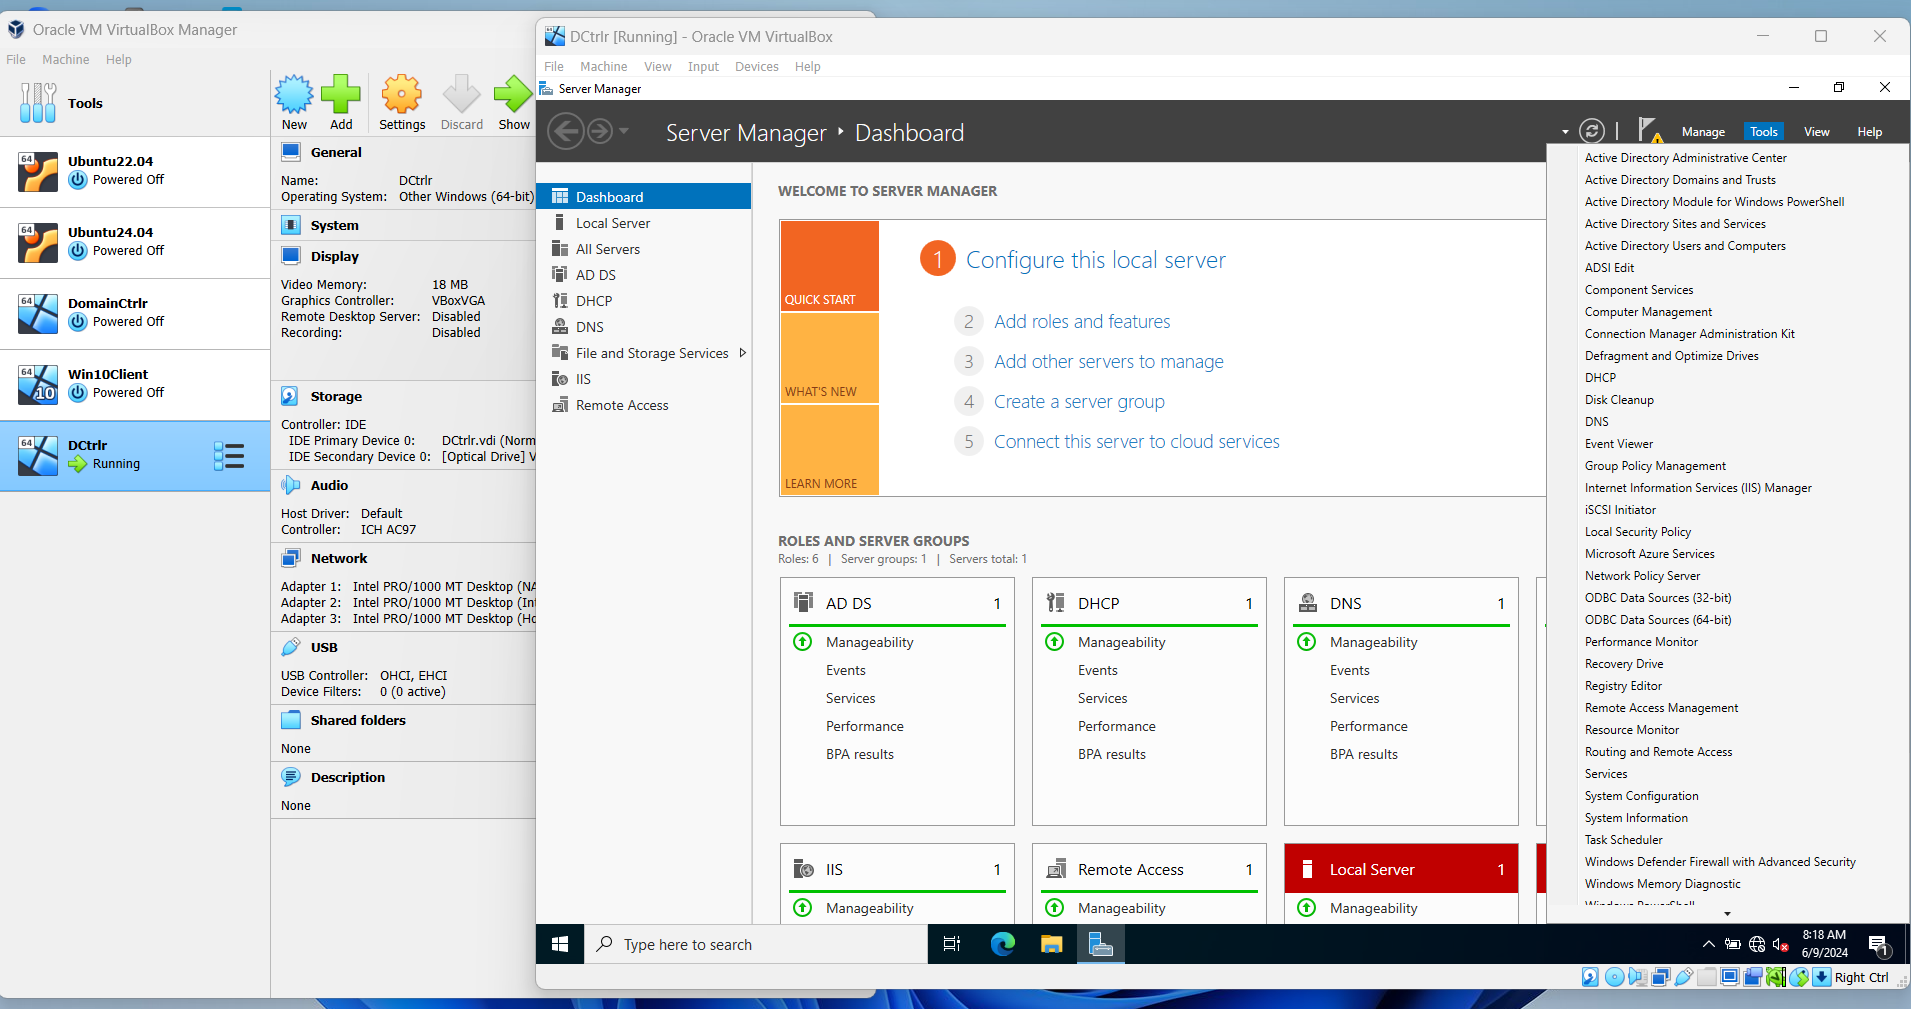 Oracle VM VirtualBox Manager
File Machine Help
Tools
New Add Settings Discard Show
64
Ubuntu22.04
Powered Off
64
Ubuntu24.04
Powered Off
64
DomainCtrlr
Powered Off
64
10
Win10Client
Powered Off
64
DCtrlr
Running
General
Name: DCtrlr
Operating System: Other Windows (64-bit)
System
Display
Video Memory: 18 MB
Graphics Controller: VBoxVGA
Remote Desktop Server: Disabled
Recording: Disabled
Storage
Controller: IDE
IDE Primary Device 0: DCtrlr.vdi (Norm
IDE Secondary Device 0: [Optical Drive] V
Audio
Host Driver: Default
Controller: ICH AC97
Network
Adapter 1: Intel PRO/1000 MT Desktop (NA
Adapter 2: Intel PRO/1000 MT Desktop (Int
Adapter 3: Intel PRO/1000 MT Desktop (Ho
USB
USB Controller: OHCI, EHCI
Device Filters: 0 (0 active)
Shared folders
None
Description
None
DCtrlr [Running] - Oracle VM VirtualBox
File Machine View Input Devices Help
Server Manager
Server Manager Dashboard
Manage Tools View Help
Dashboard
Local Server
All Servers
AD DS
DHCP
DNS
File and Storage Services
IIS
Remote Access
WELCOME TO SERVER MANAGER
QUICK START
WHAT'S NEW
LEARN MORE
1 Configure this local server
2 Add roles and features
3 Add other servers to manage
4 Create a server group
5 Connect this server to cloud services
ROLES AND SERVER GROUPS
Roles: 6 | Server groups: 1 | Servers total: 1
AD DS 1
Manageability
Events
Services
Performance
BPA results
DHCP 1
Manageability
Events
Services
Performance
BPA results
DNS 1
Manageability
Events
Services
Performance
BPA results
IIS 1
Manageability
Remote Access 1
Manageability
Local Server 1
Manageability
Active Directory Administrative Center
Active Directory Domains and Trusts
Active Directory Module for Windows PowerShell
Active Directory Sites and Services
Active Directory Users and Computers
ADSI Edit
Component Services
Computer Management
Connection Manager Administration Kit
Defragment and Optimize Drives
DHCP
Disk Cleanup
DNS
Event Viewer
Group Policy Management
Internet Information Services (IIS) Manager
iSCSI Initiator
Local Security Policy
Microsoft Azure Services
Network Policy Server
ODBC Data Sources (32-bit)
ODBC Data Sources (64-bit)
Performance Monitor
Recovery Drive
Registry Editor
Remote Access Management
Resource Monitor
Routing and Remote Access
Services
System Configuration
System Information
Task Scheduler
Windows Defender Firewall with Advanced Security
Windows Memory Diagnostic
Windows PowerShell
Type here to search
8:18 AM
6/9/2024
1
Right Ctrl